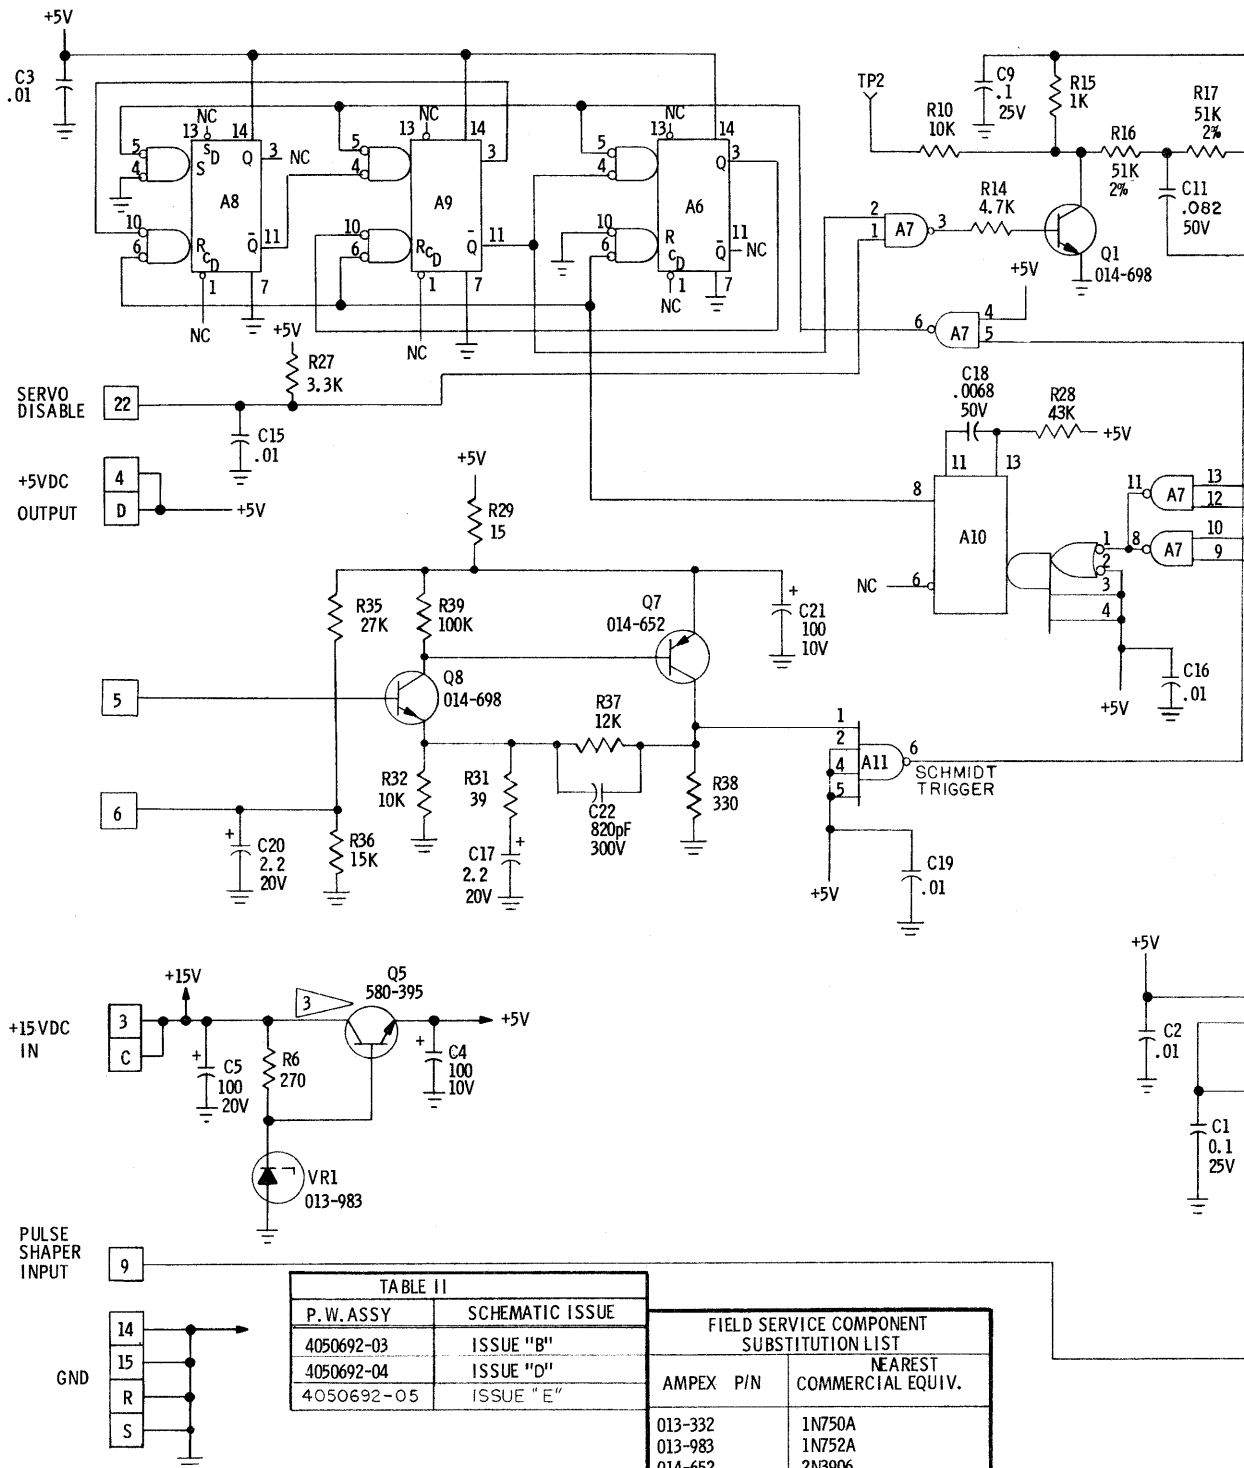 +5V
C3
.01
NC
13
14
5
4
S D
S
Q
3
NC
A8
10
6
R
C D
Q
11
1
7
NC
NC
13
14
5
4
3
A9
10
6
R
C D
Q
11
1
7
NC
NC
13
14
5
4
Q
3
A6
10
6
R
C D
Q
11
NC
1
7
NC
TP2
R10
10K
C9
.1
25V
R15
1K
R16
51K
2%
R17
51K
2%
C11
.082
50V
2
1
A7
3
R14
4.7K
Q1
014-698
+5V
6
A7
4
5
+5V
R27
3.3K
SERVO
DISABLE
22
C15
.01
C18
.0068
50V
R28
43K
+5V
11
13
+5VDC
OUTPUT
4
D
+5V
+5V
R29
15
8
A10
NC
6
1
2
3
4
11
A7
13
12
8
A7
10
9
C16
.01
+5V
R35
27K
R39
100K
Q7
014-652
+
C21
100
10V
5
Q8
014-698
R37
12K
1
2
4
5
A11
6
SCHMIDT
TRIGGER
6
R32
10K
R31
39
C22
820pF
300V
R38
330
+
C20
2.2
20V
R36
15K
C17
2.2
20V
+
+5V
C19
.01
+5V
C2
.01
C1
0.1
25V
+15V
3
Q5
580-395
+15VDC
IN
3
C
+
C5
100
20V
R6
270
+
C4
100
10V
+5V
VR1
013-983
PULSE
SHAPER
INPUT
9
GND
14
15
R
S
TABLE II
P.W.ASSY SCHEMATIC ISSUE
4050692-03 ISSUE "B"
4050692-04 ISSUE "D"
4050692-05 ISSUE "E"
FIELD SERVICE COMPONENT
SUBSTITUTION LIST
AMPEX P/N NEAREST
COMMERCIAL EQUIV.
013-332 1N750A
013-983 1N752A
014-652 2N3906